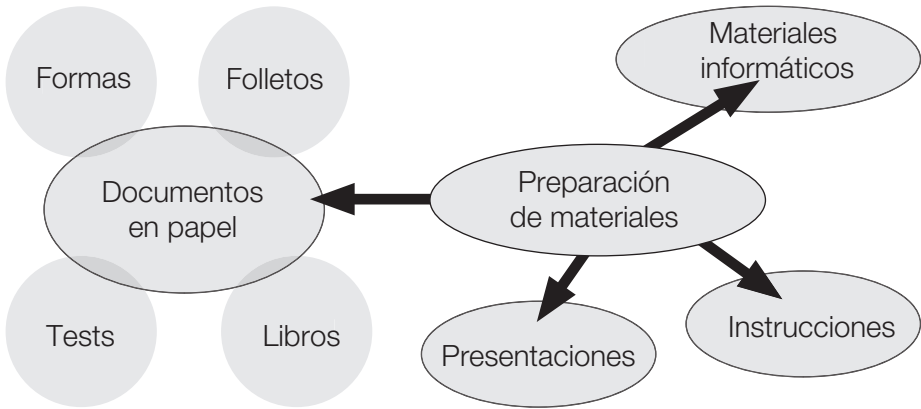 Formas
Folletos
Documentos
en papel
Tests
Libros
Materiales
informáticos
Preparación
de materiales
Presentaciones
Instrucciones